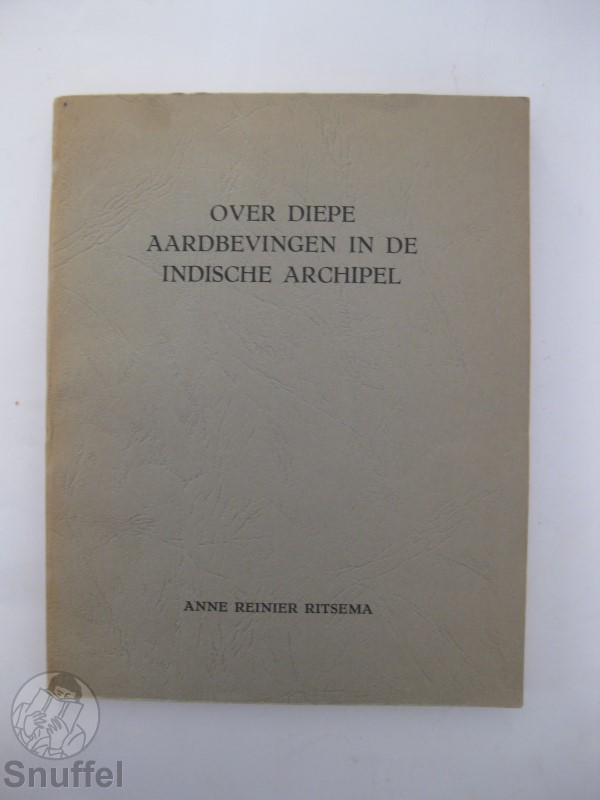 OVER DIEPE
AARDBEVINGEN IN DE
INDISCHE ARCHIPEL
ANNE REINIER RITSEMA
Snuffel